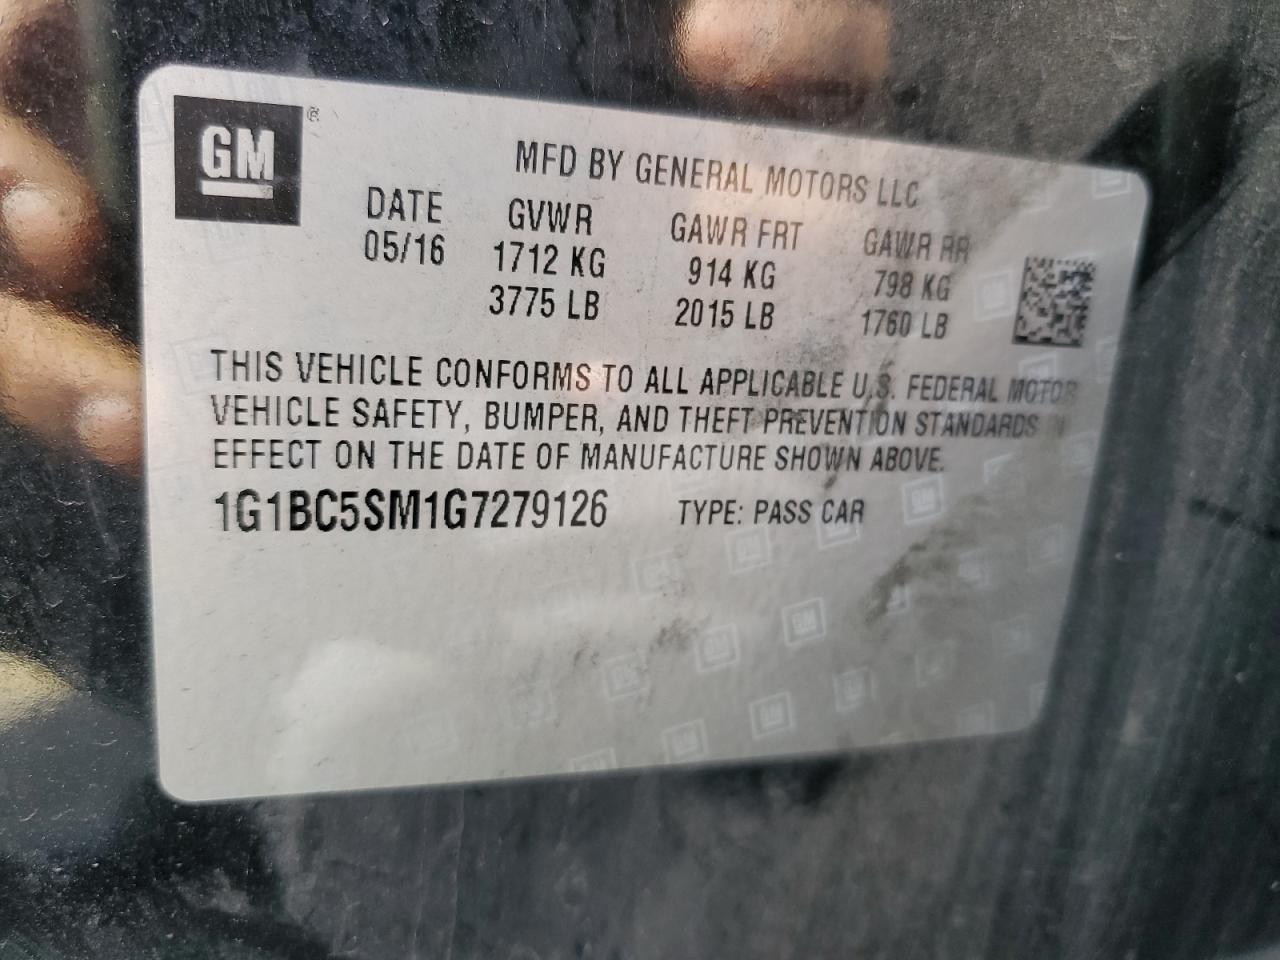 GM ®
MFD BY GENERAL MOTORS LLC
DATE GVWR GAWR FRT GAWR RR
05/16 1712 KG 914 KG 798 KG
3775 LB 2015 LB 1760 LB
THIS VEHICLE CONFORMS TO ALL APPLICABLE U.S. FEDERAL MOTOR
VEHICLE SAFETY, BUMPER, AND THEFT PREVENTION STANDARDS IN
EFFECT ON THE DATE OF MANUFACTURE SHOWN ABOVE.
1G1BC5SM1G7279126 TYPE: PASS CAR